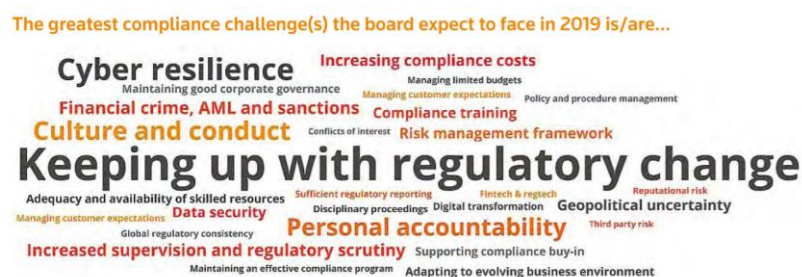 The greatest compliance challenge(s) the board expect to face in 2019 is/are...
Increasing compliance costs
Cyber resilience
Managing limited budgets
Maintaining good corporate governance
Managing customer expectations
Policy and procedure management
Financial crime, AML and sanctions
Compliance training
Culture and conduct
Conflicts of interest
Risk management framework
Keeping up with regulatory change
Adequacy and availability of skilled resources
Sufficient regulatory reporting
Fintech & regtech
Reputational risk
Disciplinary proceedings
Digital transformation
Geopolitical uncertainty
Managing customer expectations
Data security
Personal accountability
Third party risk
Global regulatory consistency
Increased supervision and regulatory scrutiny
Supporting compliance buy-in
Maintaining an effective compliance program
Adapting to evolving business environment